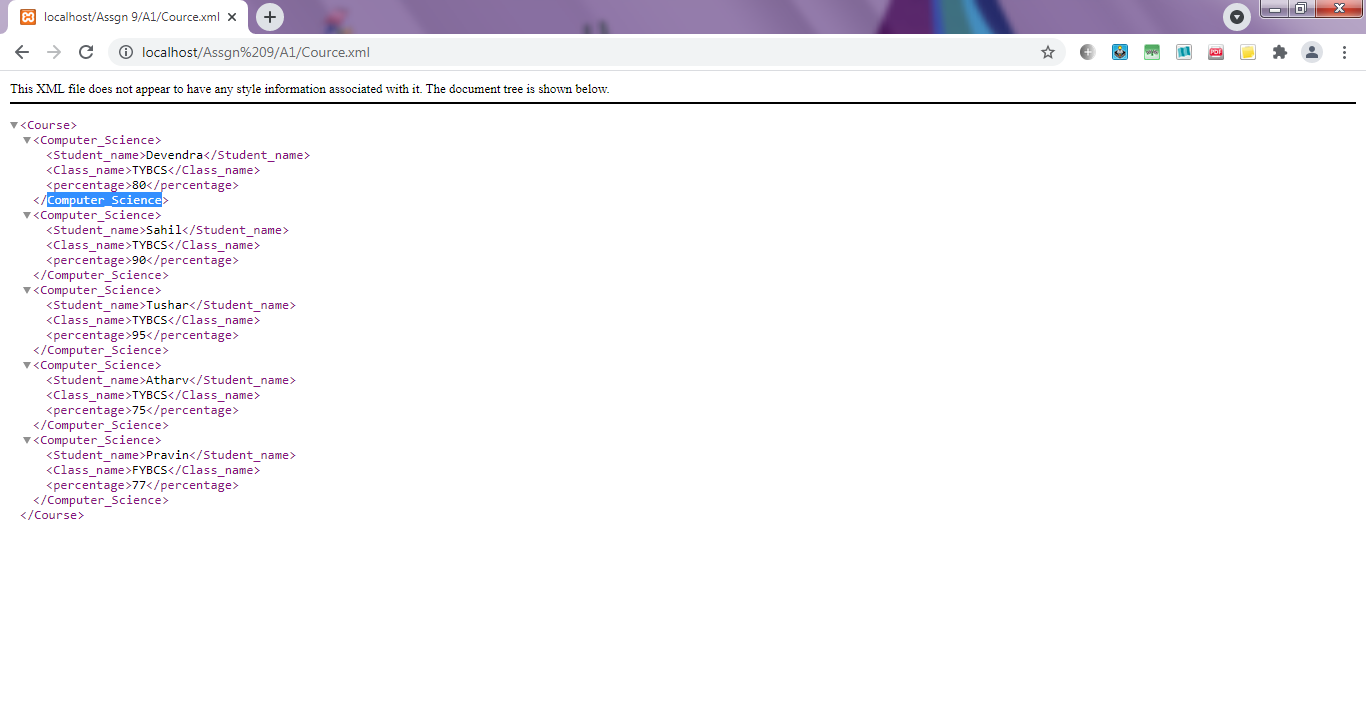 localhost/Assgn 9/A1/Cource.xml
localhost/Assgn%209/A1/Cource.xml
PDF
This XML file does not appear to have any style information associated with it. The document tree is shown below.
<Course>
<Computer_Science>
<Student_name>Devendra</Student_name>
<Class_name>TYBCS</Class_name>
<percentage>80</percentage>
</Computer_Science>
<Computer_Science>
<Student_name>Sahil</Student_name>
<Class_name>TYBCS</Class_name>
<percentage>90</percentage>
</Computer_Science>
<Computer_Science>
<Student_name>Tushar</Student_name>
<Class_name>TYBCS</Class_name>
<percentage>95</percentage>
</Computer_Science>
<Computer_Science>
<Student_name>Atharv</Student_name>
<Class_name>TYBCS</Class_name>
<percentage>75</percentage>
</Computer_Science>
<Computer_Science>
<Student_name>Pravin</Student_name>
<Class_name>FYBCS</Class_name>
<percentage>77</percentage>
</Computer_Science>
</Course>